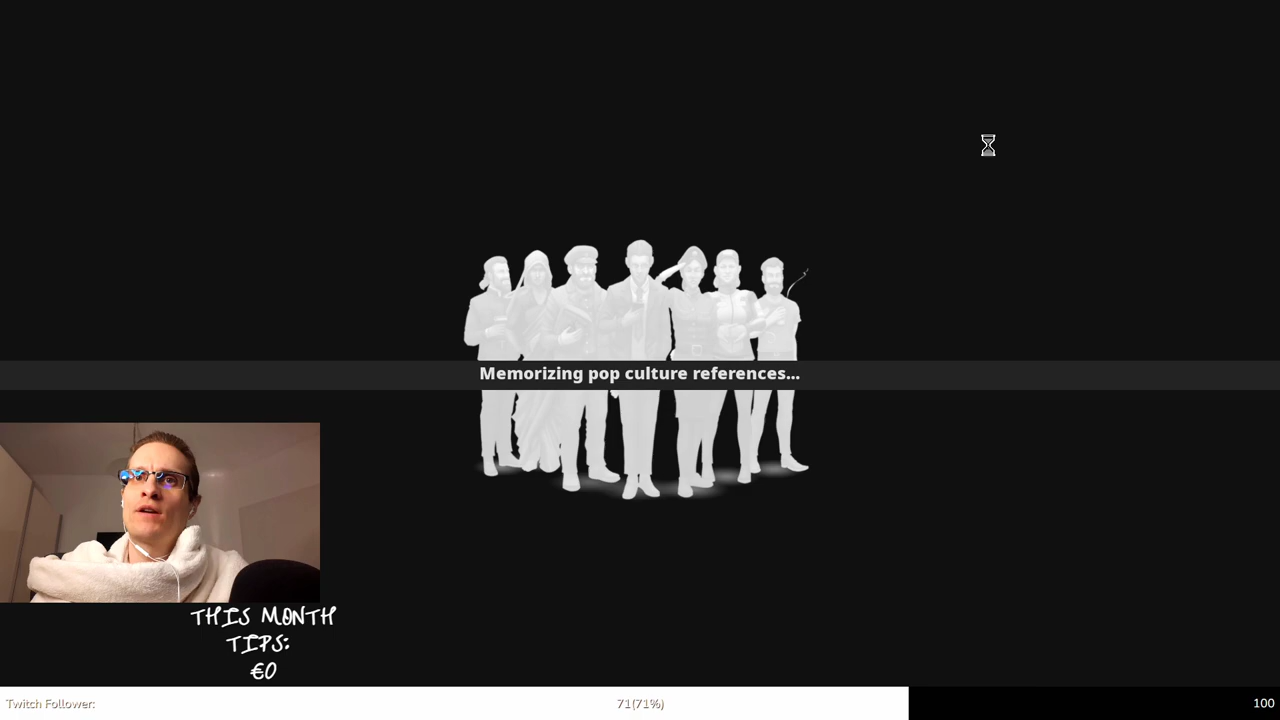 Memorizing pop culture references...
THIS MONTH
TIPS:
€0
Twitch Follower: 71(71%) 100